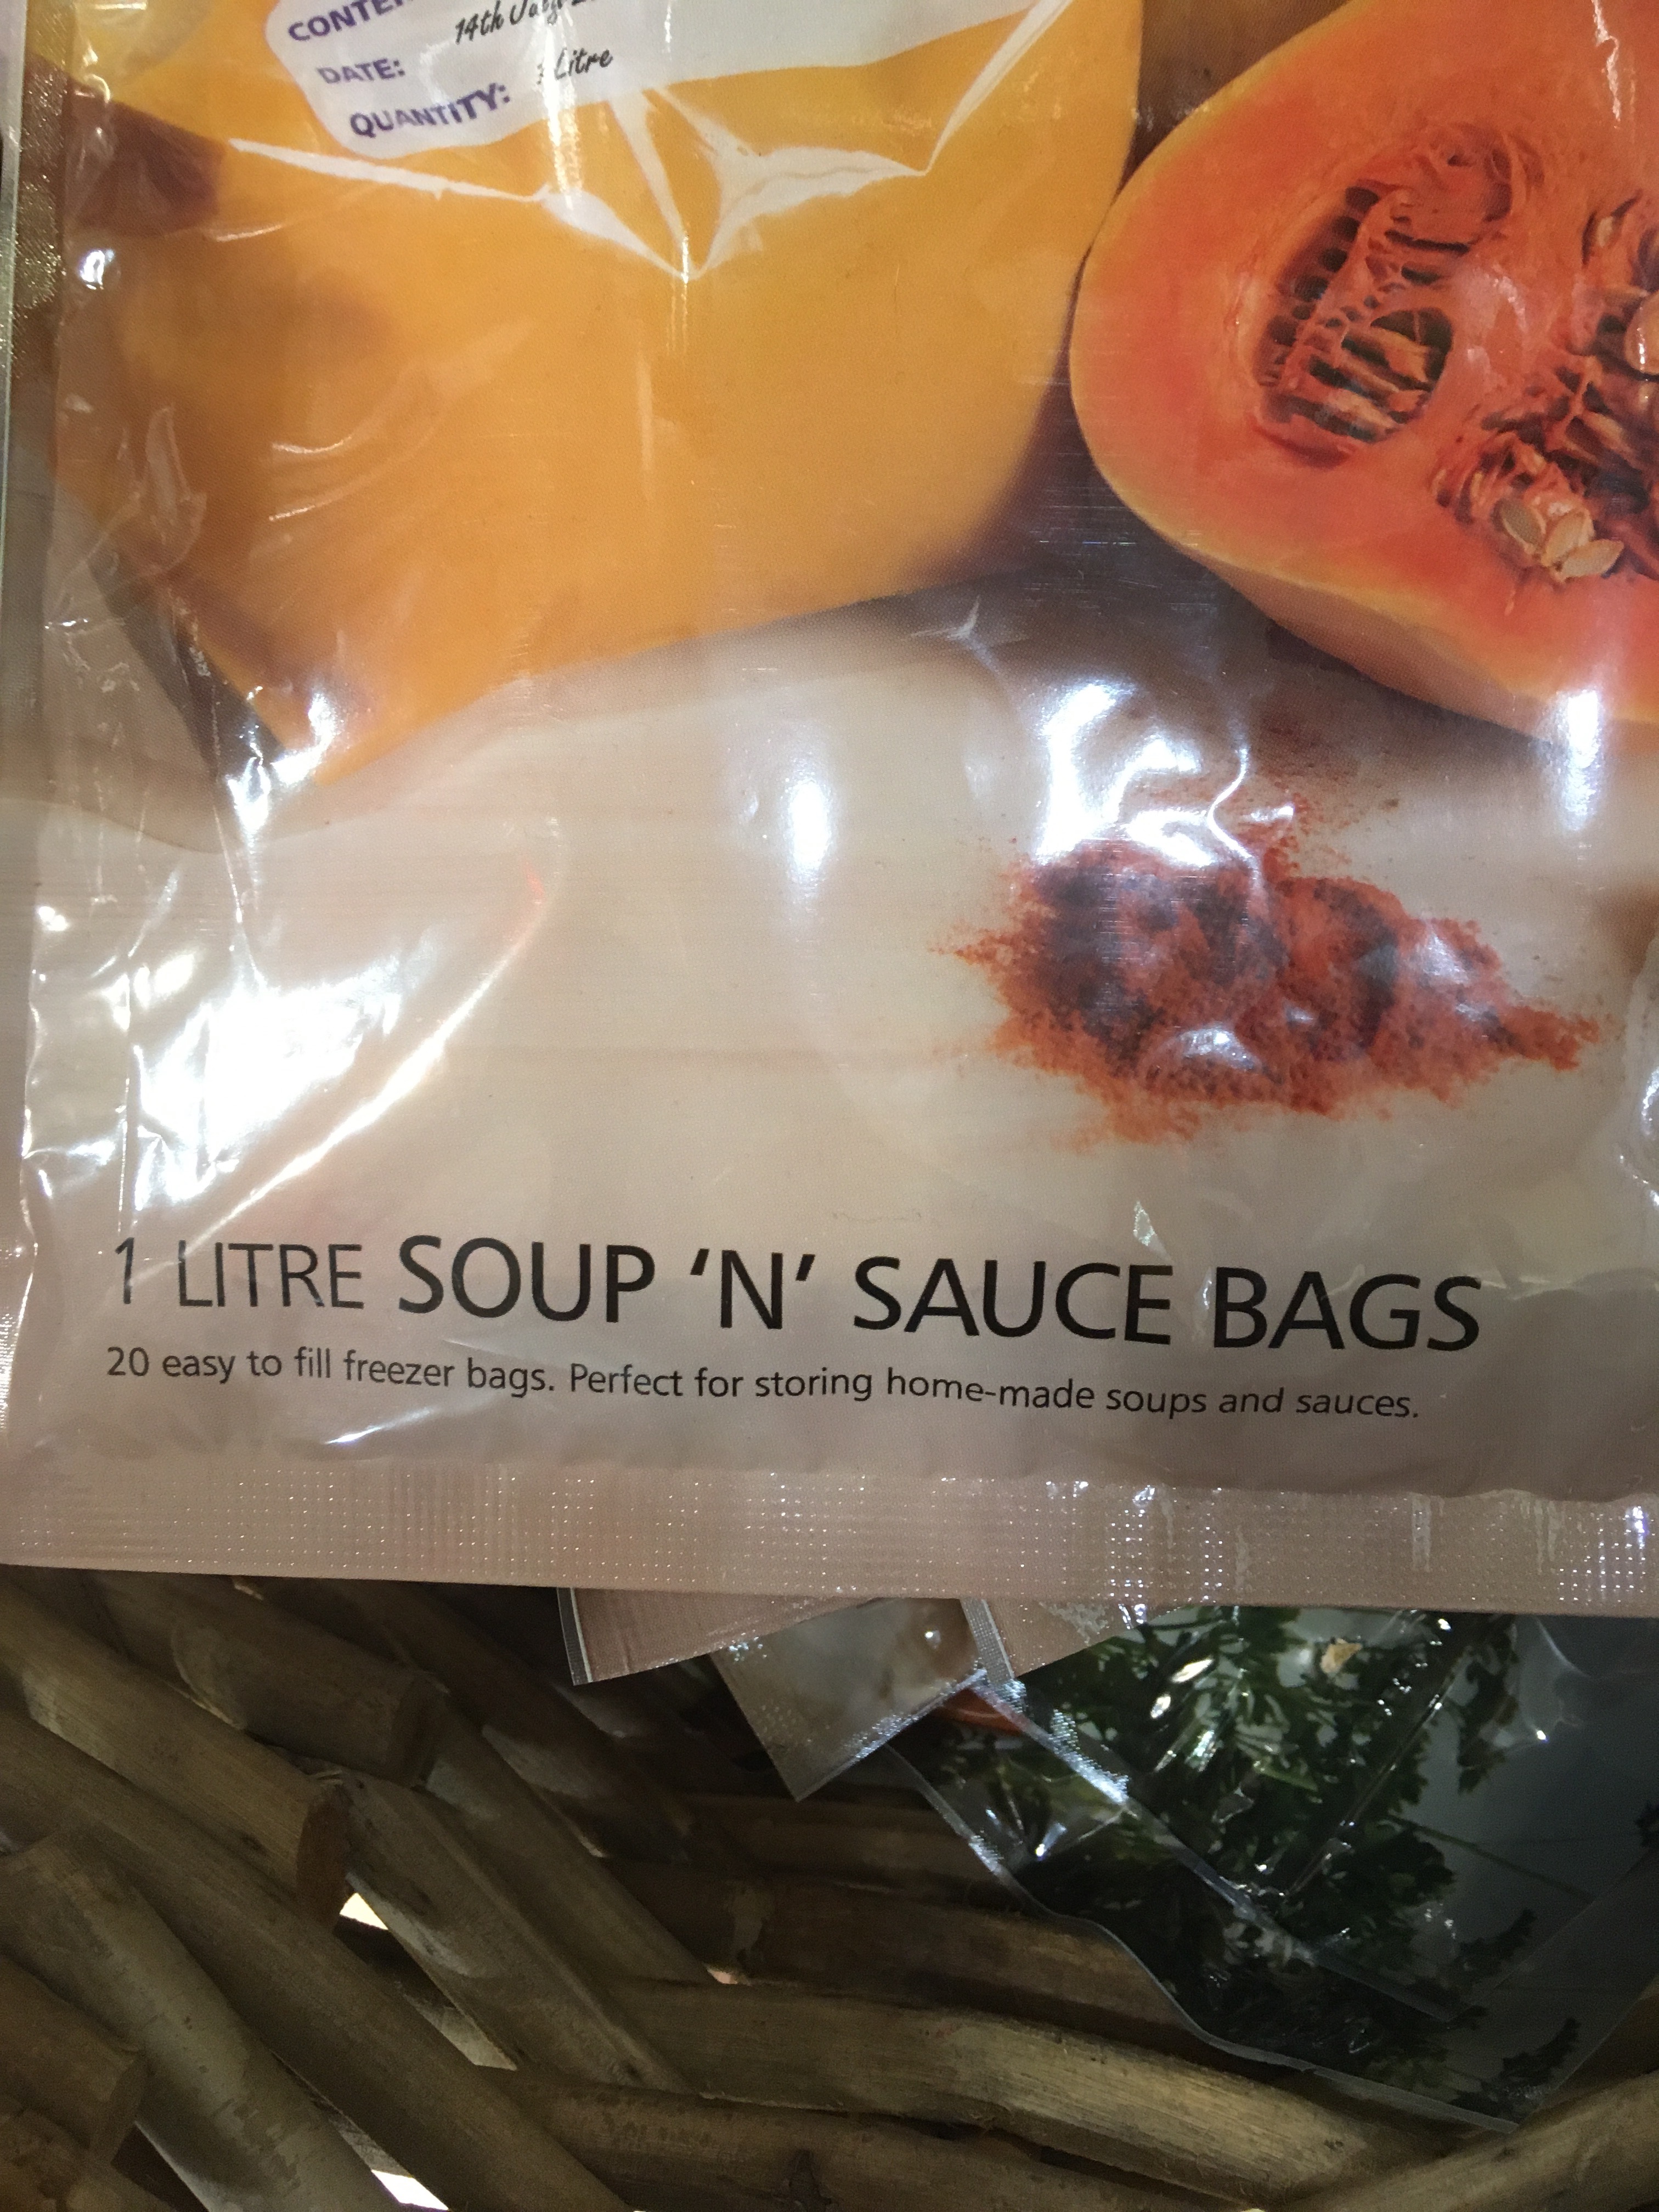 DATE: 14th July
QUANTITY: Litre
1 LITRE SOUP 'N' SAUCE BAGS
20 easy to fill freezer bags. Perfect for storing home-made soups and sauces.